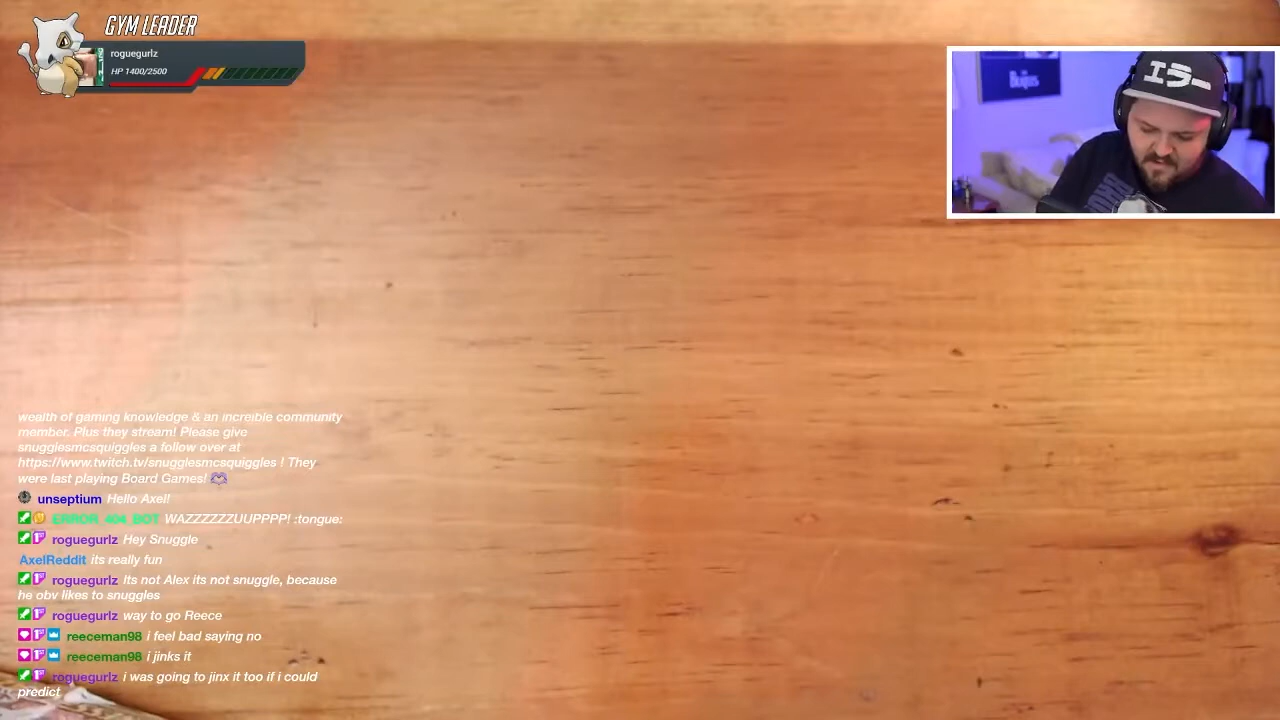 GYM LEADER
roguegurlz
HP 1400/2500
エラー
wealth of gaming knowledge & an increible community
member. Plus they stream! Please give
snugglesmcsquiggles a follow over at
https://www.twitch.tv/snugglesmcsquiggles ! They
were last playing Board Games!
unseptium Hello Axel!
ERROR_404_BOT WAZZZZZZUUPPPP! :tongue:
roguegurlz Hey Snuggle
AxelReddit its really fun
roguegurlz Its not Alex its not snuggle, because
he obv likes to snuggles
roguegurlz way to go Reece
reeceman98 i feel bad saying no
reeceman98 i jinks it
roguegurlz i was going to jinx it too if i could
predict